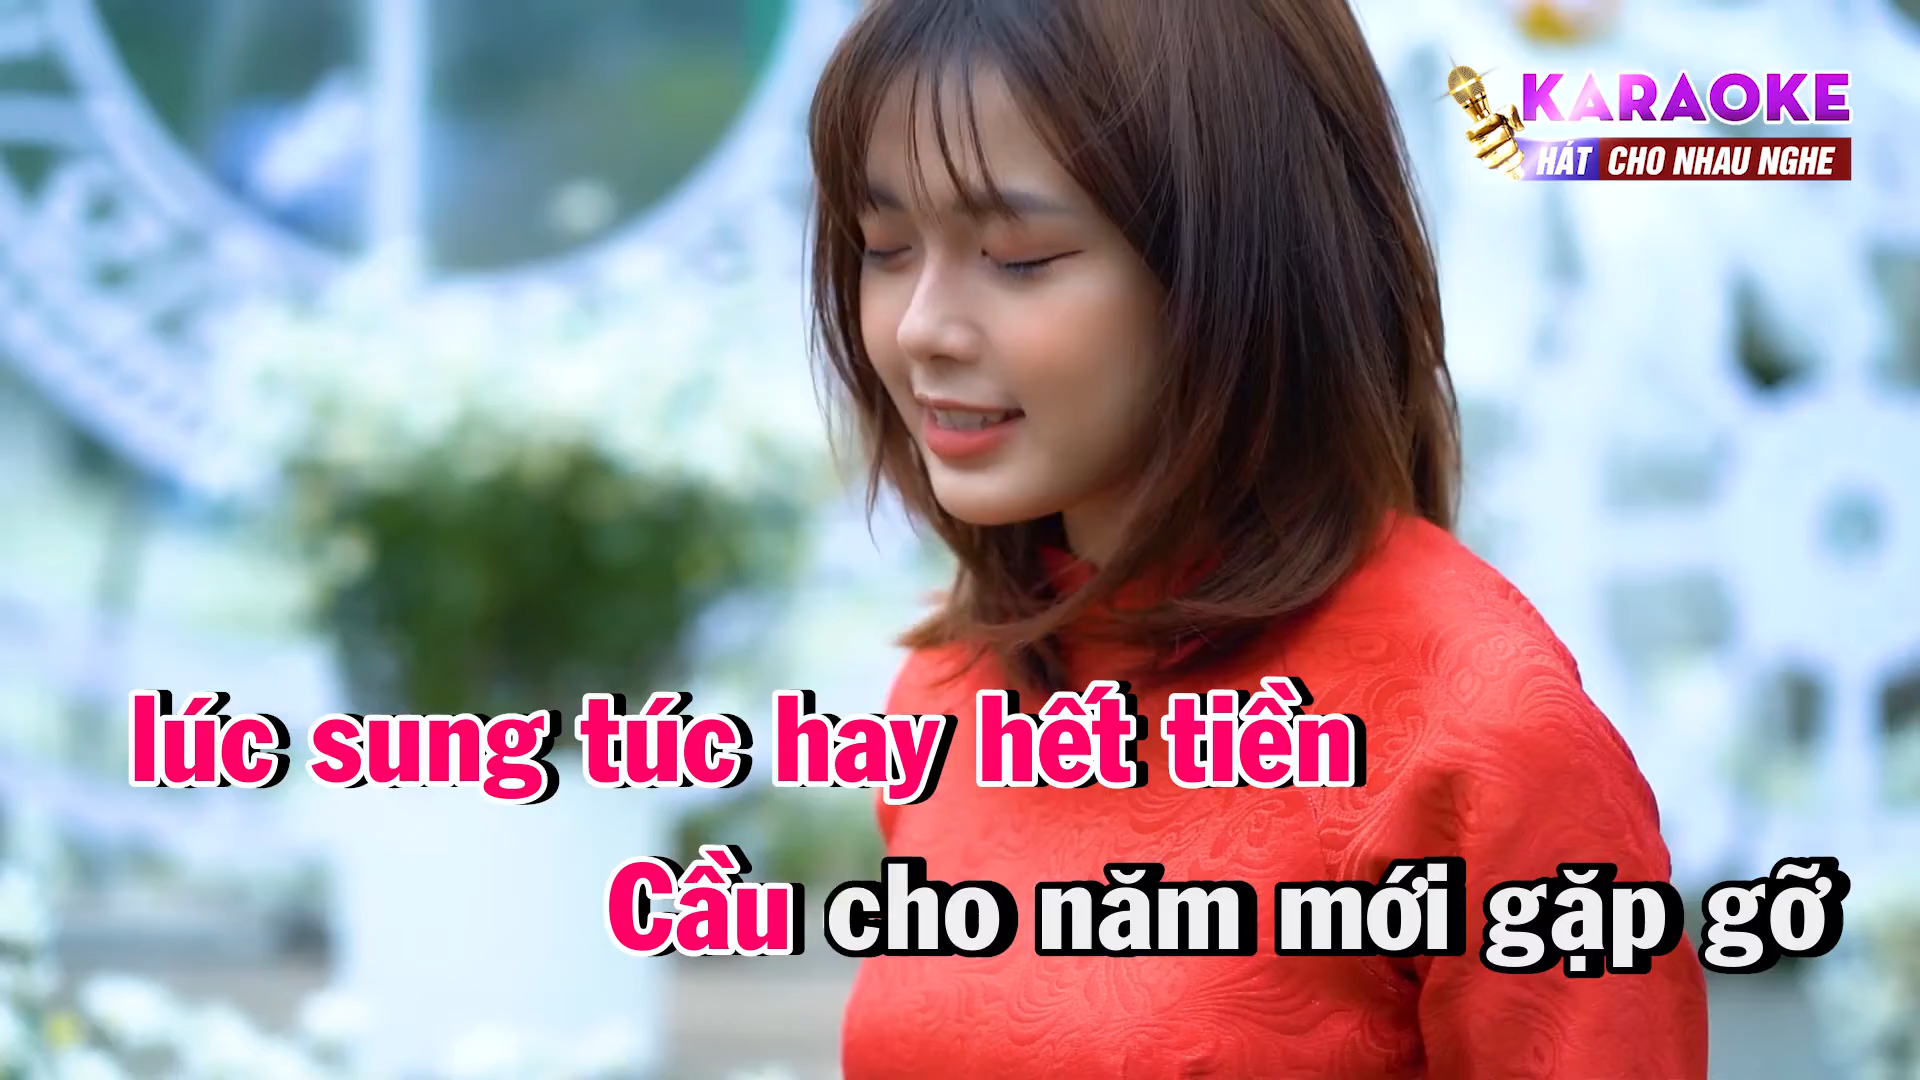 KARAOKE
HÁT CHO NHAU NGHE
lúc sung túc hay hết tiền
Cầu cho năm mới gặp gỡ